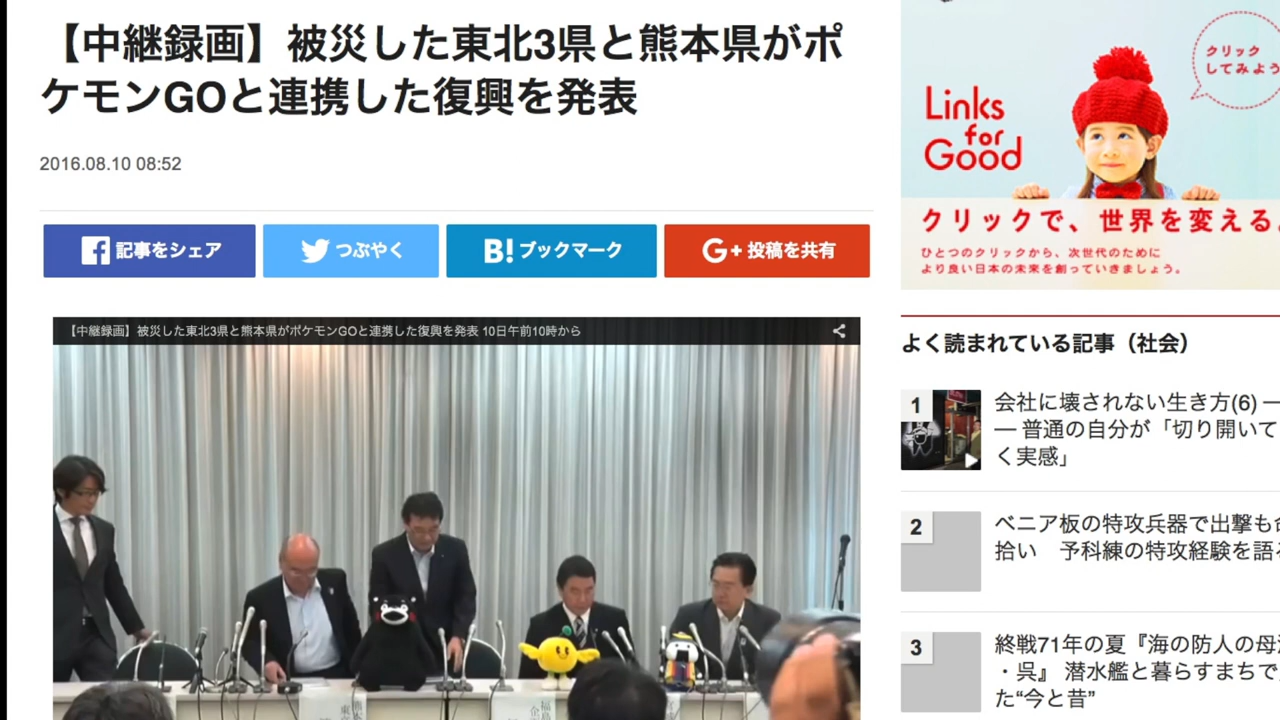 【中継録画】被災した東北3県と熊本県がポ
ケモンGOと連携した復興を発表
2016.08.10 08:52
記事をシェア
つぶやく
B! ブックマーク
G+ 投稿を共有
【中継録画】被災した東北3県と熊本県がポケモンGOと連携した復興を発表 10日午前10時から
クリック
してみよう
Links
for
Good
クリックで、世界を変える。
ひとつのクリックから、次世代のために
より良い日本の未来を創っていきましょう。
よく読まれている記事（社会）
1
会社に壊されない生き方(6) —
— 普通の自分が「切り開いて
く実感」
2
ベニア板の特攻兵器で出撃も
拾い 予科練の特攻経験を語
3
終戦71年の夏『海の防人の母
・呉』 潜水艦と暮らすまちで
た“今と昔”